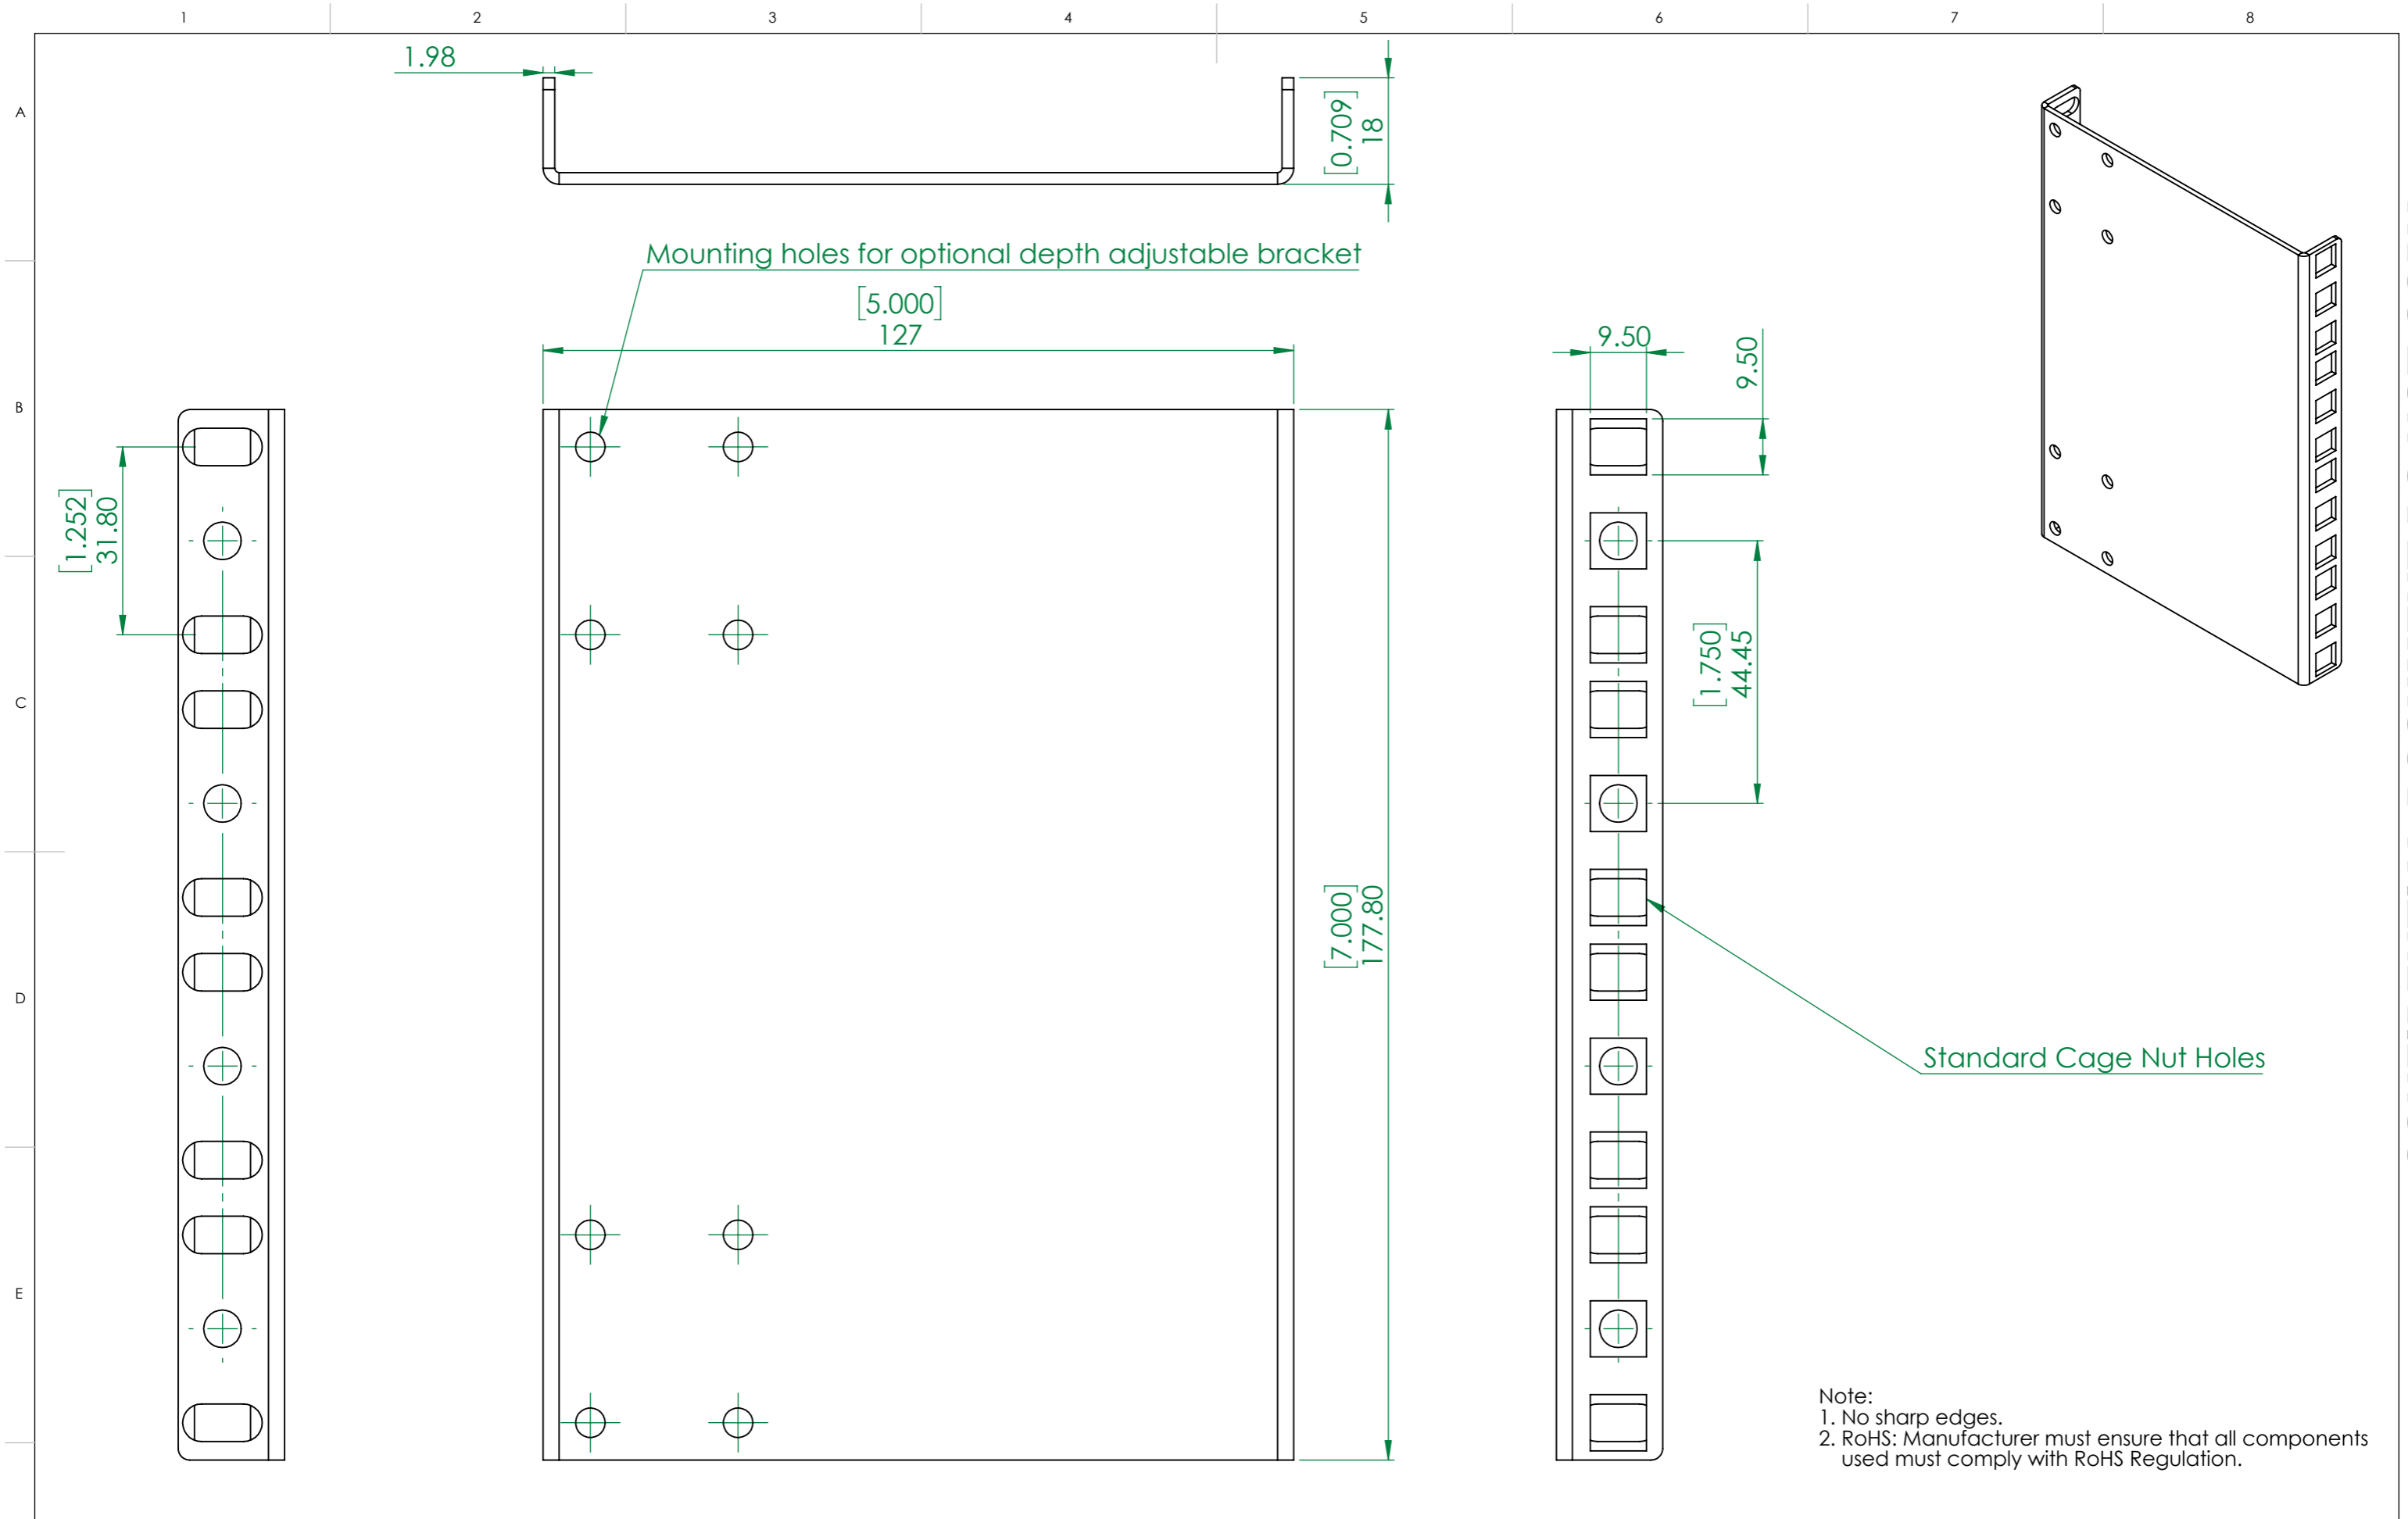 1 2 3 4 5 6 7 8
A
B
C
D
E
1.98
[0.709]
18
Mounting holes for optional depth adjustable bracket
[5.000]
127
9.50
9.50
[1.252]
31.80
[1.750]
44.45
[7.000]
177.80
Standard Cage Nut Holes
Note:
1. No sharp edges.
2. RoHS: Manufacturer must ensure that all components
used must comply with RoHS Regulation.